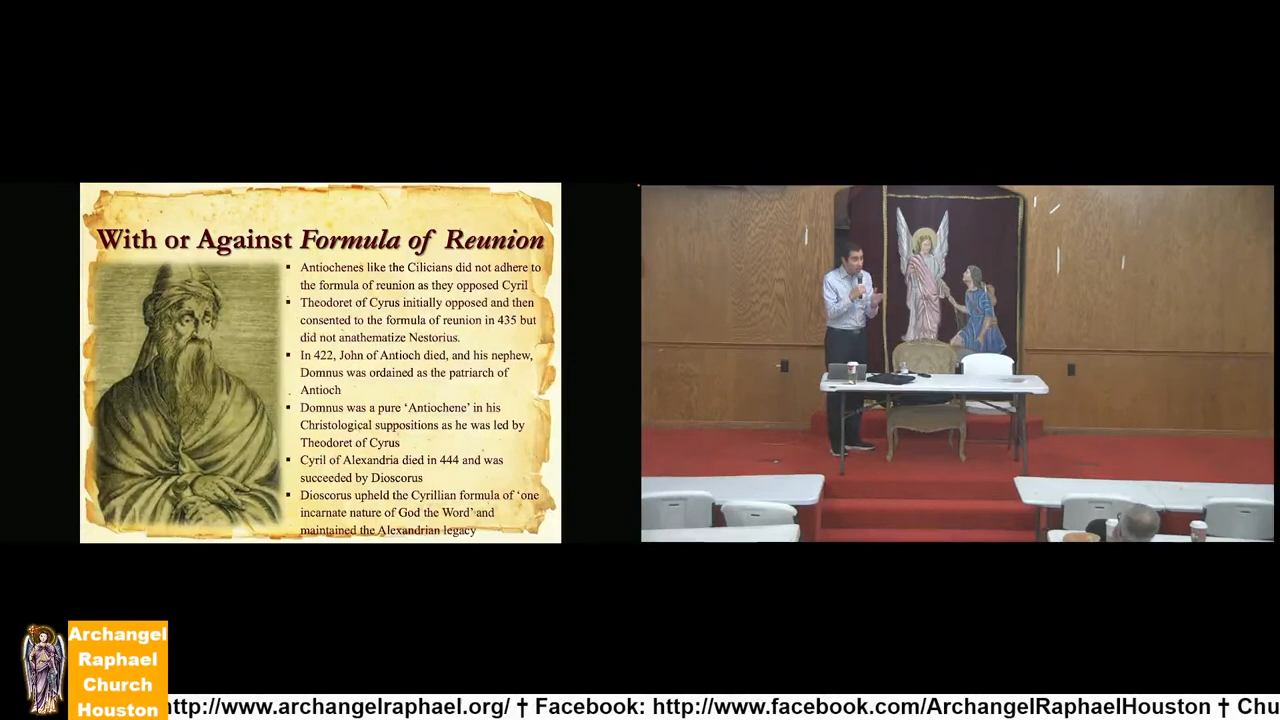 With or Against Formula of Reunion
Antiochenes like the Cilicians did not adhere to
the formula of reunion as they opposed Cyril
Theodoret of Cyrus initially opposed and then
consented to the formula of reunion in 435 but
did not anathematize Nestorius.
In 422, John of Antioch died, and his nephew,
Domnus was ordained as the patriarch of
Antioch
Domnus was a pure ‘Antiochene’ in his
Christological suppositions as he was led by
Theodoret of Cyrus
Cyril of Alexandria died in 444 and was
succeeded by Dioscorus
Dioscorus upheld the Cyrillian formula of ‘one
incarnate nature of God the Word’ and
maintained the Alexandrian legacy
Archangel
Raphael
Church
Houston
http://www.archangelraphael.org/ ✝ Facebook: http://www.facebook.com/ArchangelRaphaelHouston ✝ Chu